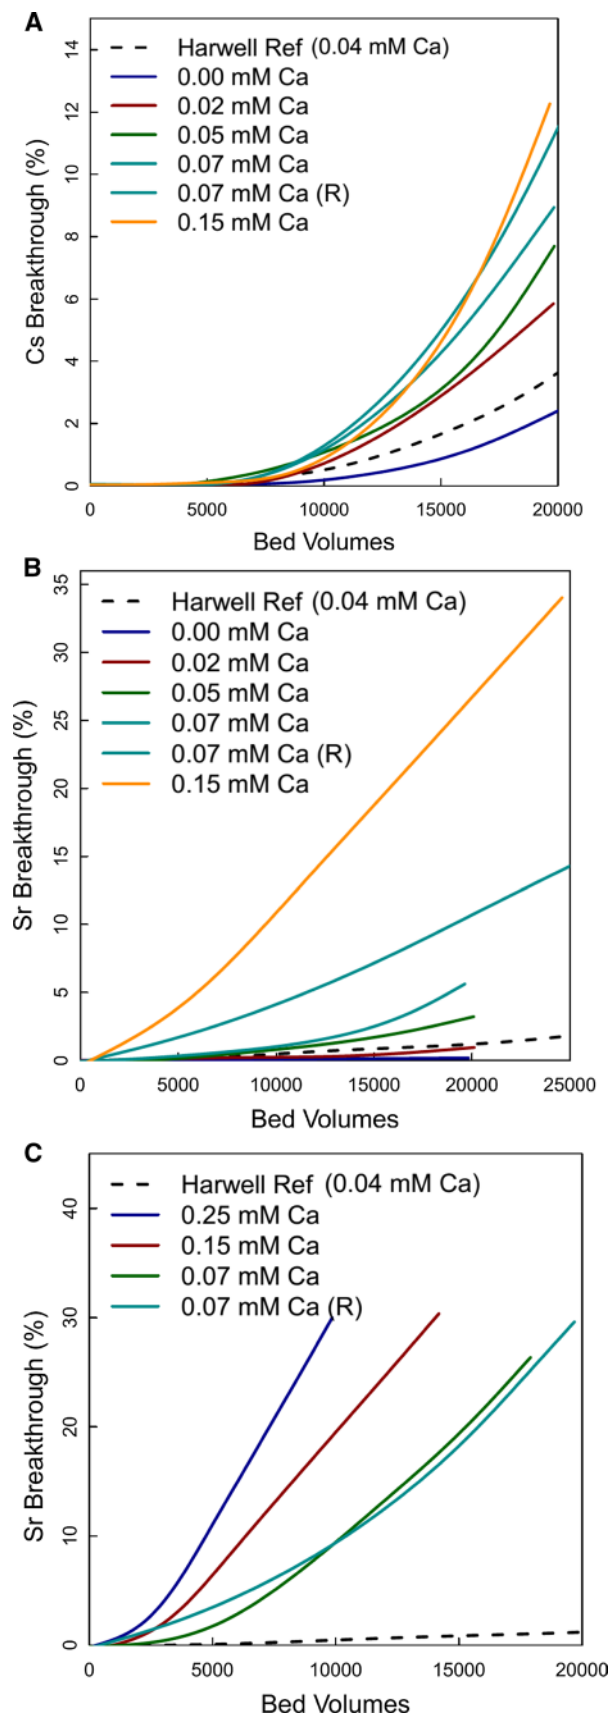 A
Harwell Ref (0.04 mM Ca)
0.00 mM Ca
0.02 mM Ca
0.05 mM Ca
0.07 mM Ca
0.07 mM Ca (R)
0.15 mM Ca
Cs Breakthrough (%)
14
12
10
8
6
4
2
0
0 5000 10000 15000 20000
Bed Volumes
B
Harwell Ref (0.04 mM Ca)
0.00 mM Ca
0.02 mM Ca
0.05 mM Ca
0.07 mM Ca
0.07 mM Ca (R)
0.15 mM Ca
Sr Breakthrough (%)
35
30
25
20
15
10
5
0
0 5000 10000 15000 20000 25000
Bed Volumes
C
Harwell Ref (0.04 mM Ca)
0.25 mM Ca
0.15 mM Ca
0.07 mM Ca
0.07 mM Ca (R)
Sr Breakthrough (%)
40
30
20
10
0
0 5000 10000 15000 20000
Bed Volumes